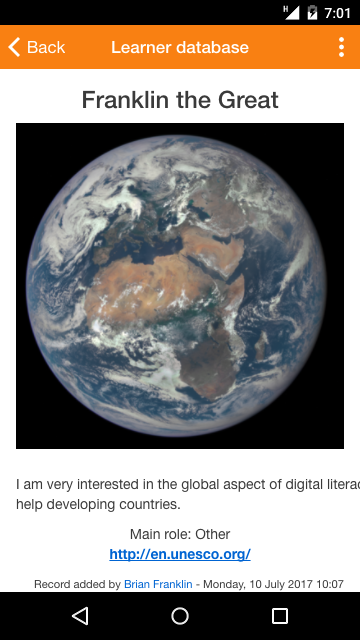 H 7:01
Back Learner database
Franklin the Great
I am very interested in the global aspect of digital
help developing countries.
Main role: Other
http://en.unesco.org/
Record added by Brian Franklin - Monday, 10 July 2017 10:07